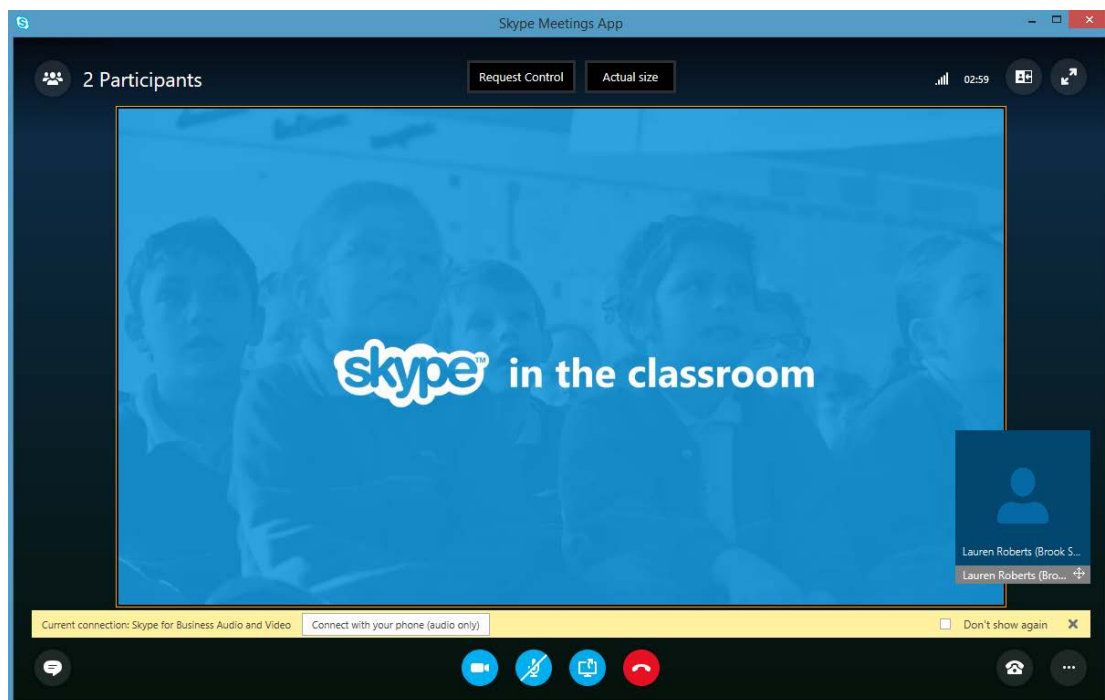 Skype Meetings App
2 Participants
Request Control
Actual size
02:59
skype™ in the classroom
Lauren Roberts (Brook S...
Lauren Roberts (Bro...
Current connection: Skype for Business Audio and Video
Connect with your phone (audio only)
Don't show again